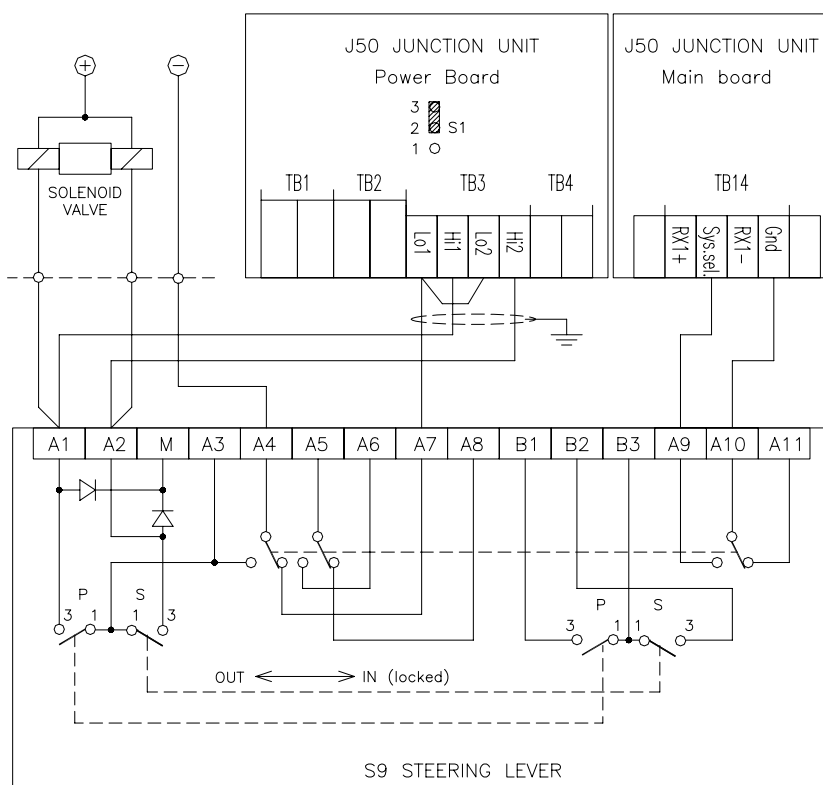 J50 JUNCTION UNIT
Power Board
3
2 S1
1
TB1 TB2 TB3 TB4
Lo1 Hi1 Lo2 Hi2
J50 JUNCTION UNIT
Main board
TB14
RX1+ Sys.sel. RX1- Gnd
+ -
SOLENOID
VALVE
A1 A2 M A3 A4 A5 A6 A7 A8 B1 B2 B3 A9 A10 A11
P S
3 1 1 3
P S
3 1 1 3
OUT IN (locked)
S9 STEERING LEVER